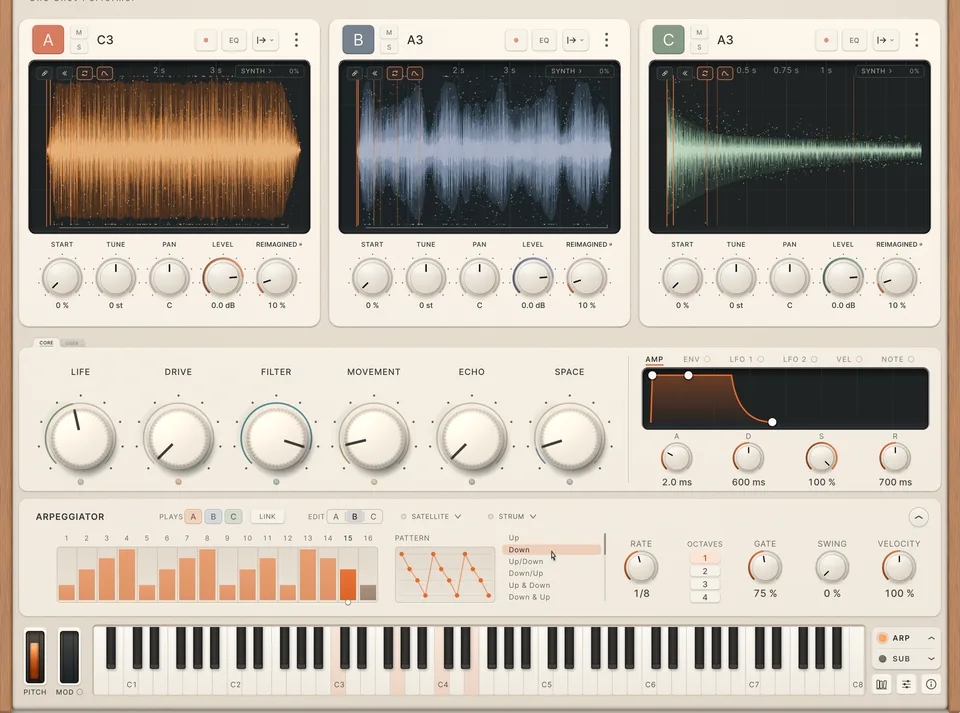 A M S C3 EQ
B M S A3 EQ
C M S A3 EQ
2 s 3 s SYNTH > 0%
2 s 3 s SYNTH > 0%
0.5 s 0.75 s 1 s SYNTH > 0%
START TUNE PAN LEVEL REIMAGINED
0 % 0 st C 0.0 dB 10 %
START TUNE PAN LEVEL REIMAGINED
0 % 0 st C 0.0 dB 10 %
START TUNE PAN LEVEL REIMAGINED
0 % 0 st C 0.0 dB 10 %
CORE
LIFE DRIVE FILTER MOVEMENT ECHO SPACE
AMP ENV LFO 1 LFO 2 VEL NOTE
A D S R
2.0 ms 600 ms 100 % 700 ms
ARPEGGIATOR PLAYS A B C LINK EDIT A B C SATELLITE STRUM
1 2 3 4 5 6 7 8 9 10 11 12 13 14 15 16
PATTERN
Up
Down
Up/Down
Down/Up
Up & Down
Down & Up
RATE
1/8
OCTAVES
1
2
3
4
GATE
75 %
SWING
0 %
VELOCITY
100 %
PITCH MOD
C1 C2 C3 C4 C5 C6 C7 C8
ARP
SUB